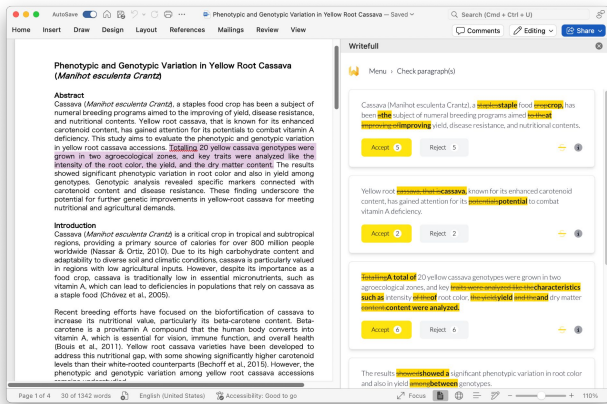 AutoSave
Phenotypic and Genotypic Variation in Yellow Root Cassava — Saved
Search (Cmd + Ctrl + U)
Home Insert Draw Design Layout References Mailings Review View
Comments Editing Share
Phenotypic and Genotypic Variation in Yellow Root Cassava
(Manihot esculenta Crantz)
Abstract
Cassava (Manihot esculenta Crantz), a staples food crop has been a subject of
numeral breeding programs aimed to the improving of yield, disease resistance,
and nutritional contents. Yellow root cassava, that is known for its enhanced
carotenoid content, has gained attention for its potentials to combat vitamin A
deficiency. This study aims to evaluate the phenotypic and genotypic variation
in yellow root cassava accessions. Totalling 20 yellow cassava genotypes were
grown in two agroecological zones, and key traits were analyzed like the
intensity of the root color, the yield, and the dry matter content. The results
showed significant phenotypic variation in root color and also in yield among
genotypes. Genotypic analysis revealed specific markers connected with
carotenoid content and disease resistance. These finding underscore the
potential for further genetic improvements in yellow-root cassava for meeting
nutritional and agricultural demands.
Introduction
Cassava (Manihot esculenta Crantz) is a critical crop in tropical and subtropical
regions, providing a primary source of calories for over 800 million people
worldwide (Nassar & Ortiz, 2010). Due to its high carbohydrate content and
adaptability to diverse soil and climatic conditions, cassava is particularly valued
in regions with low agricultural inputs. However, despite its importance as a
food crop, cassava is traditionally low in essential micronutrients, such as
vitamin A, which can lead to deficiencies in populations that rely on cassava as
a staple food (Chávez et al., 2005).
Recent breeding efforts have focused on the biofortification of cassava to
increase its nutritional value, particularly its beta-carotene content. Beta-
carotene is a provitamin A compound that the human body converts into
vitamin A, which is essential for vision, immune function, and overall health
(Bouis et al., 2011). Yellow root cassava varieties have been developed to
address this nutritional gap, with some showing significantly higher carotenoid
levels than their white-rooted counterparts (Bechoff et al., 2015). However, the
phenotypic and genotypic variation among yellow root cassava accessions
remains understudied.
Writefull
Menu › Check paragraph(s)
Cassava (Manihot esculenta Crantz), a staplesstaple food cropcrop, has
been athe subject of numeral breeding programs aimed to theat
improving ofimproving yield, disease resistance, and nutritional contents.
Accept 5 Reject 5
Yellow root cassava, that iscassava, known for its enhanced carotenoid
content, has gained attention for its potentialspotential to combat
vitamin A deficiency.
Accept 2 Reject 2
TotallingA total of 20 yellow cassava genotypes were grown in two
agroecological zones, and key traits were analyzed like thecharacteristics
such as intensity of theof root color, the yield,yield and theand dry matter
content.content were analyzed.
Accept 6 Reject 6
The results showedshowed a significant phenotypic variation in root color
and also in yield amongbetween genotypes.
Page 1 of 4 30 of 1342 words English (United States) Accessibility: Good to go Focus 110%